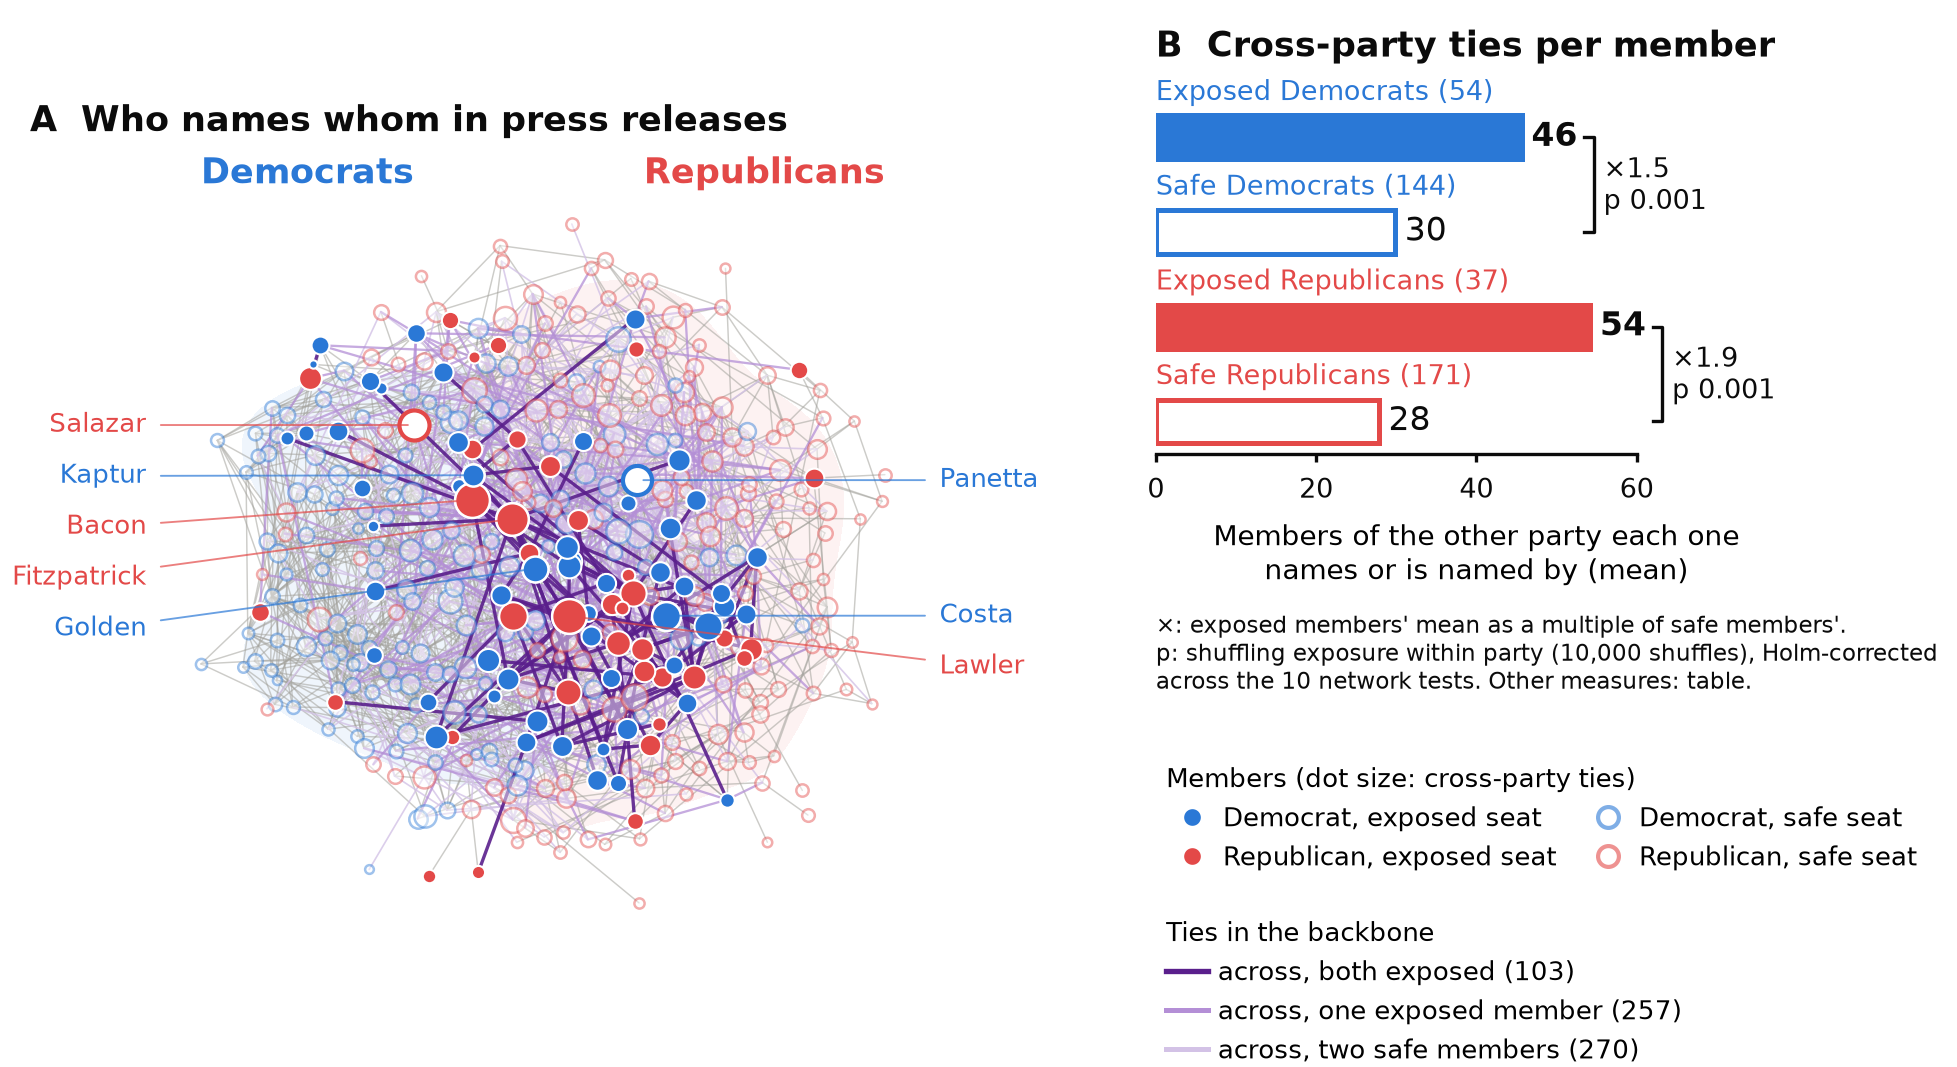 A Who names whom in press releases
Democrats
Republicans
Salazar
Kaptur
Bacon
Fitzpatrick
Golden
Panetta
Costa
Lawler
B Cross-party ties per member
Exposed Democrats (54)
46
Safe Democrats (144)
30
×1.5
p 0.001
Exposed Republicans (37)
54
Safe Republicans (171)
28
×1.9
p 0.001
0 20 40 60
Members of the other party each one
names or is named by (mean)
×: exposed members' mean as a multiple of safe members'.
p: shuffling exposure within party (10,000 shuffles), Holm-corrected
across the 10 network tests. Other measures: table.
Members (dot size: cross-party ties)
Democrat, exposed seat
Democrat, safe seat
Republican, exposed seat
Republican, safe seat
Ties in the backbone
across, both exposed (103)
across, one exposed member (257)
across, two safe members (270)